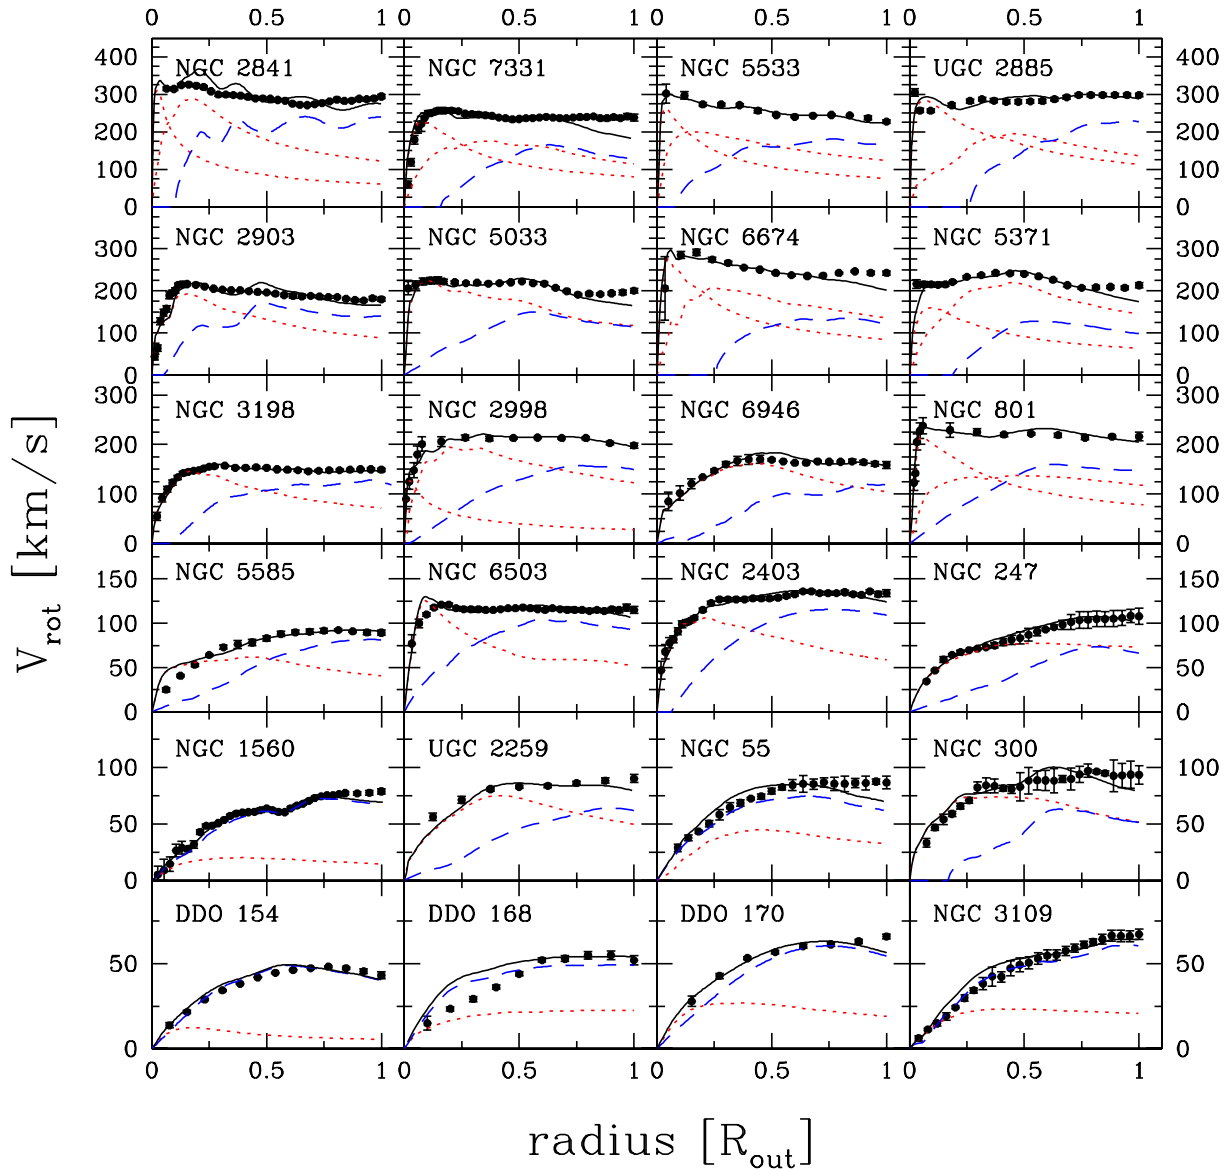 0 0.5 1 0 0.5 1 0 0.5 1 0 0.5 1
NGC 2841 NGC 7331 NGC 5533 UGC 2885
400 400
300 300
200 200
100 100
0 0
NGC 2903 NGC 5033 NGC 6674 NGC 5371
300 300
200 200
100 100
0 0
NGC 3198 NGC 2998 NGC 6946 NGC 801
300 300
200 200
100 100
0 0
NGC 5585 NGC 6503 NGC 2403 NGC 247
150 150
100 100
50 50
0 0
NGC 1560 UGC 2259 NGC 55 NGC 300
100 100
50 50
0 0
DDO 154 DDO 168 DDO 170 NGC 3109
50 50
0 0
0 0.5 1 0 0.5 1 0 0.5 1 0 0.5 1
V_rot [km/s]
radius [R_out]